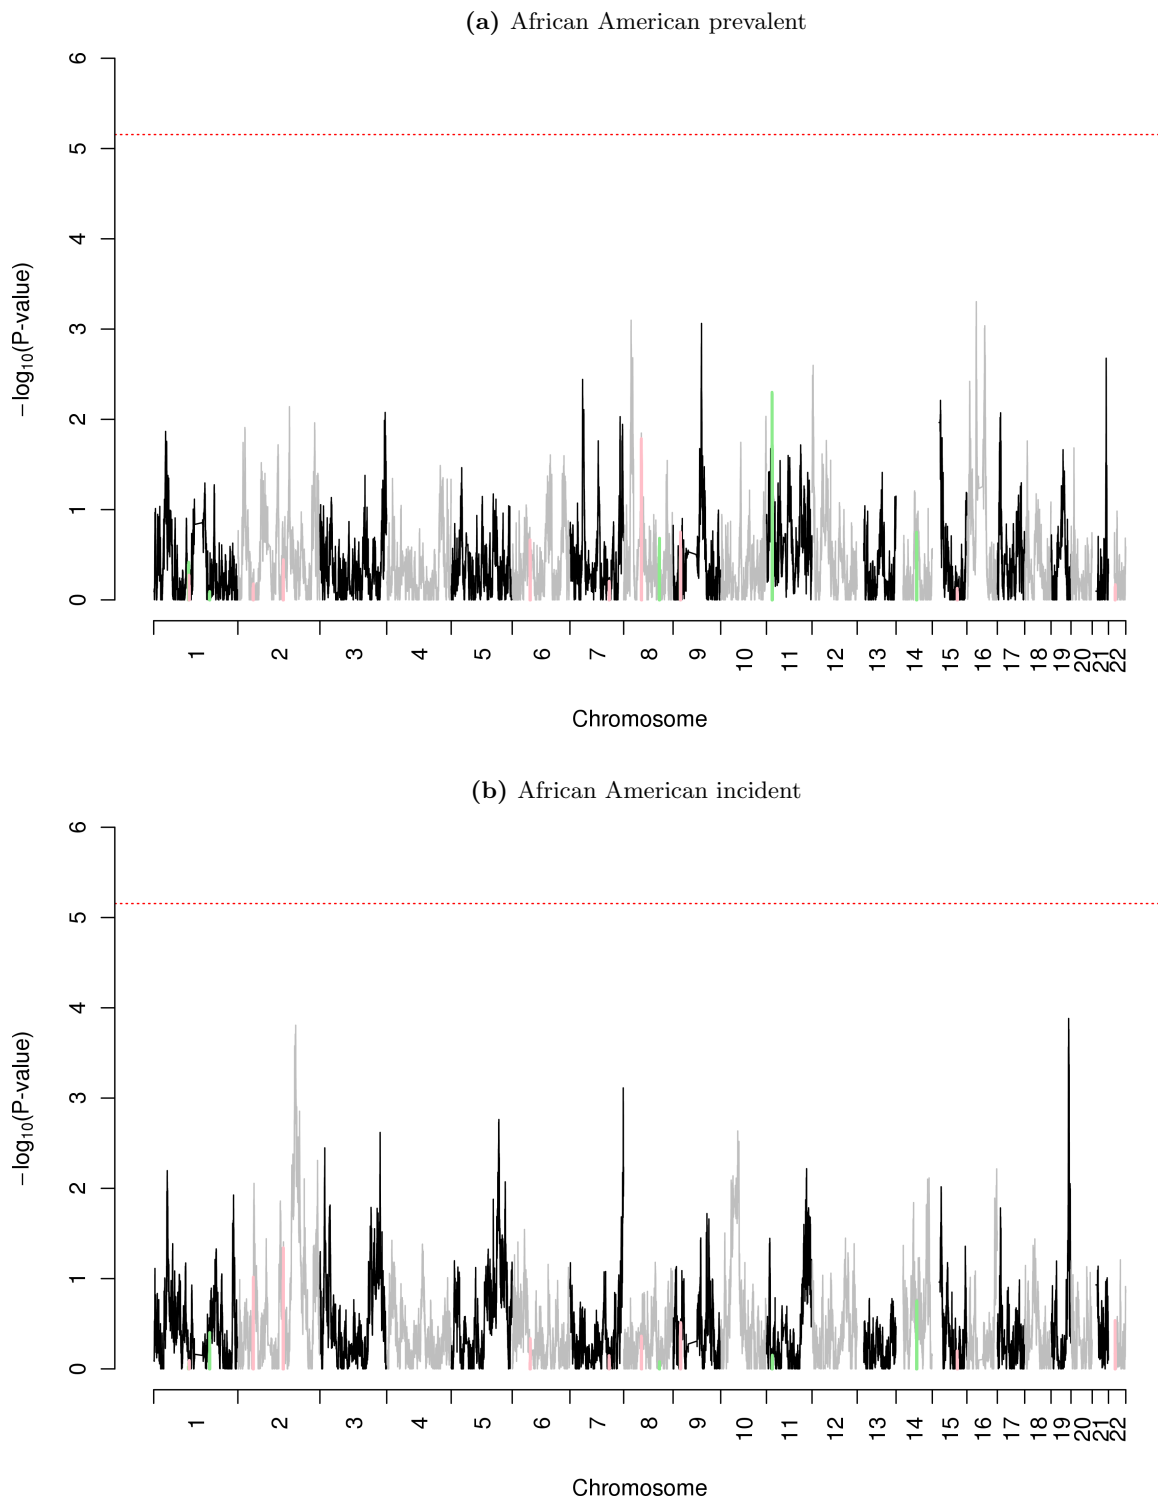 (a) African American prevalent
6
5
4
3
2
1
0
−log10(P-value)
1 2 3 4 5 6 7 8 9 10 11 12 13 14 15 16 17 18 19 20 21 22
Chromosome
(b) African American incident
6
5
4
3
2
1
0
−log10(P-value)
1 2 3 4 5 6 7 8 9 10 11 12 13 14 15 16 17 18 19 20 21 22
Chromosome